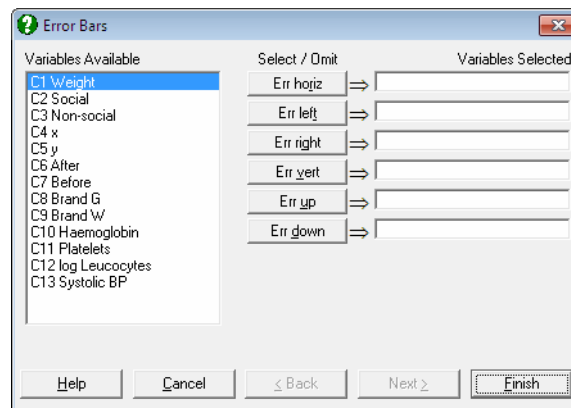 Error Bars
Variables Available
Select / Omit
Variables Selected
C1 Weight
C2 Social
C3 Non-social
C4 x
C5 y
C6 After
C7 Before
C8 Brand G
C9 Brand W
C10 Haemoglobin
C11 Platelets
C12 log Leucocytes
C13 Systolic BP
Err horiz
Err left
Err right
Err vert
Err up
Err down
Help
Cancel
< Back
Next >
Finish